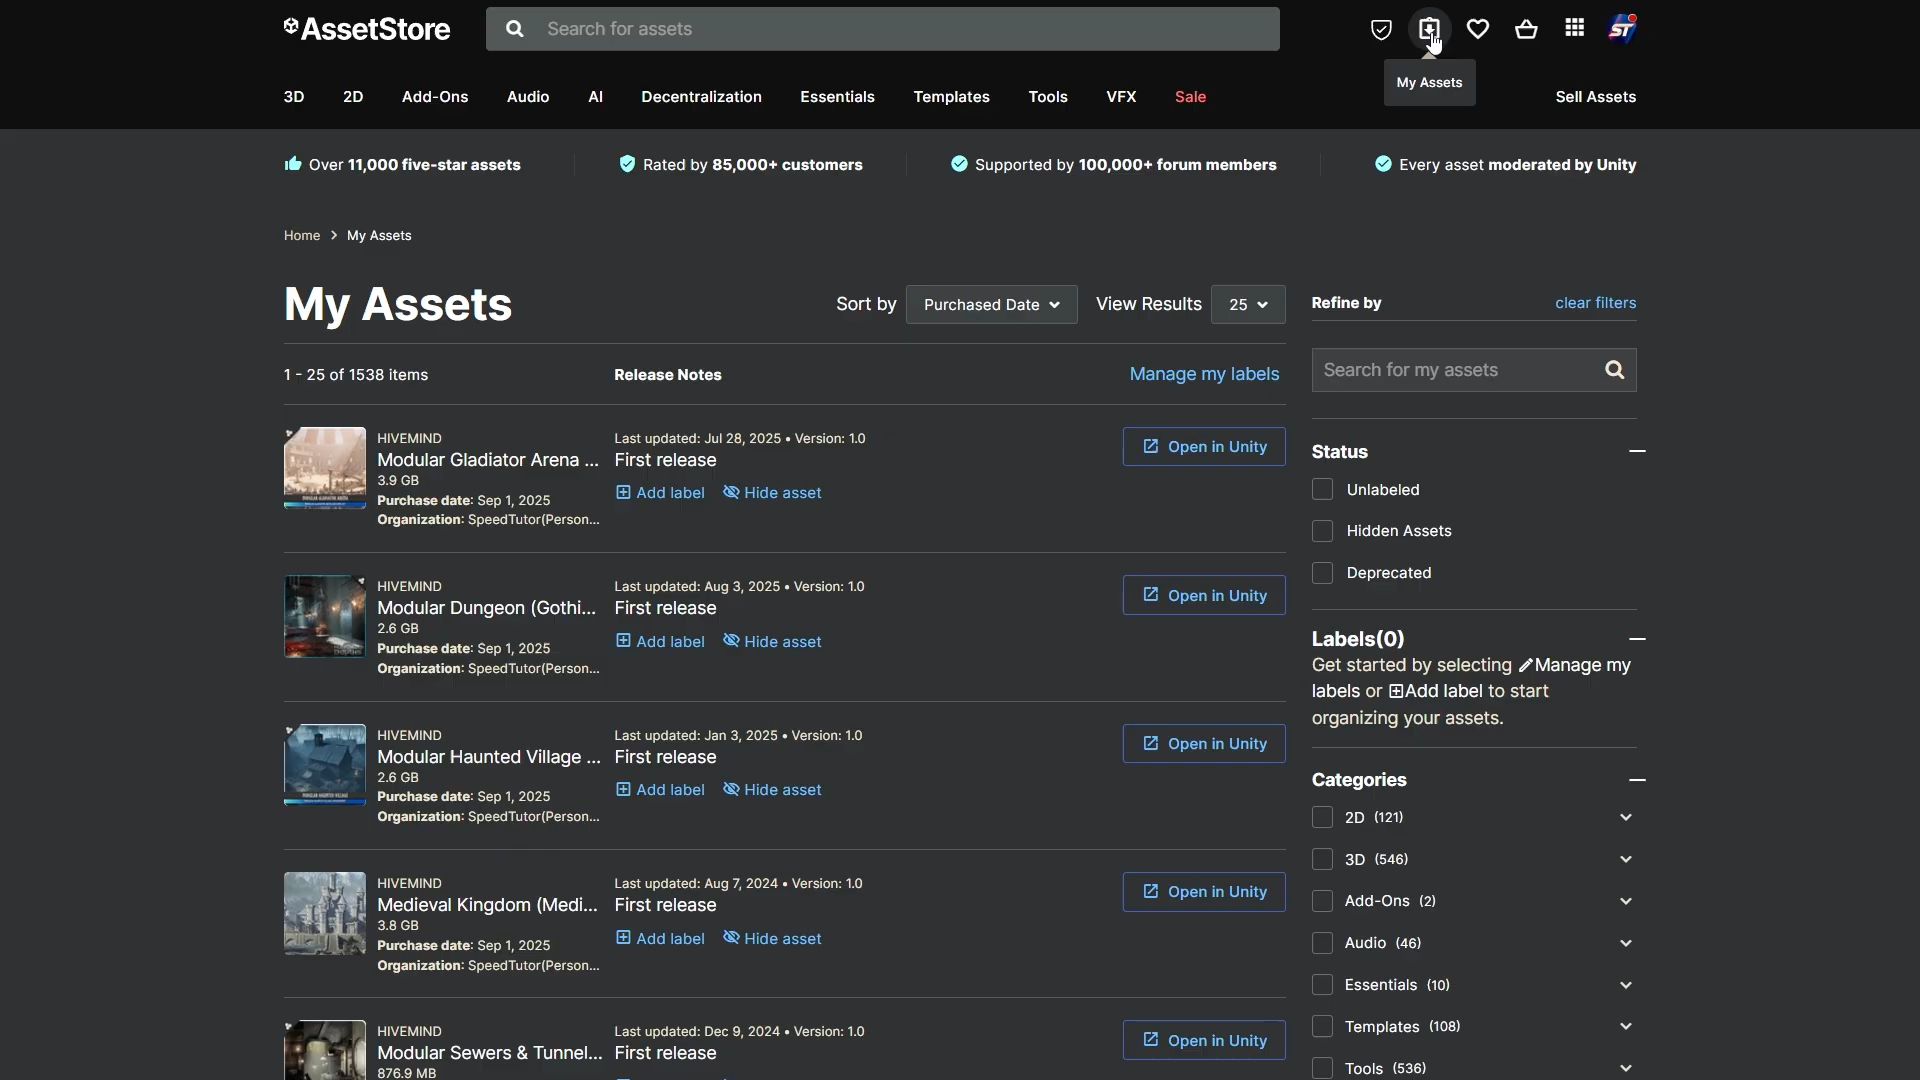 AssetStore
Search for assets
My Assets
3D 2D Add-Ons Audio AI Decentralization Essentials Templates Tools VFX Sale Sell Assets
Over 11,000 five-star assets
Rated by 85,000+ customers
Supported by 100,000+ forum members
Every asset moderated by Unity
Home > My Assets
My Assets
Sort by Purchased Date View Results 25
1 - 25 of 1538 items Release Notes Manage my labels
HIVEMIND
Modular Gladiator Arena ...
3.9 GB
Purchase date: Sep 1, 2025
Organization: SpeedTutor(Person...
Last updated: Jul 28, 2025 • Version: 1.0
First release
Add label Hide asset
Open in Unity
HIVEMIND
Modular Dungeon (Gothi...
2.6 GB
Purchase date: Sep 1, 2025
Organization: SpeedTutor(Person...
Last updated: Aug 3, 2025 • Version: 1.0
First release
Add label Hide asset
Open in Unity
HIVEMIND
Modular Haunted Village ...
2.6 GB
Purchase date: Sep 1, 2025
Organization: SpeedTutor(Person...
Last updated: Jan 3, 2025 • Version: 1.0
First release
Add label Hide asset
Open in Unity
HIVEMIND
Medieval Kingdom (Medi...
3.8 GB
Purchase date: Sep 1, 2025
Organization: SpeedTutor(Person...
Last updated: Aug 7, 2024 • Version: 1.0
First release
Add label Hide asset
Open in Unity
HIVEMIND
Modular Sewers & Tunnel...
876.9 MB
Last updated: Dec 9, 2024 • Version: 1.0
First release
Open in Unity
Refine by clear filters
Search for my assets
Status
Unlabeled
Hidden Assets
Deprecated
Labels(0)
Get started by selecting Manage my
labels or Add label to start
organizing your assets.
Categories
2D (121)
3D (546)
Add-Ons (2)
Audio (46)
Essentials (10)
Templates (108)
Tools (536)
ST